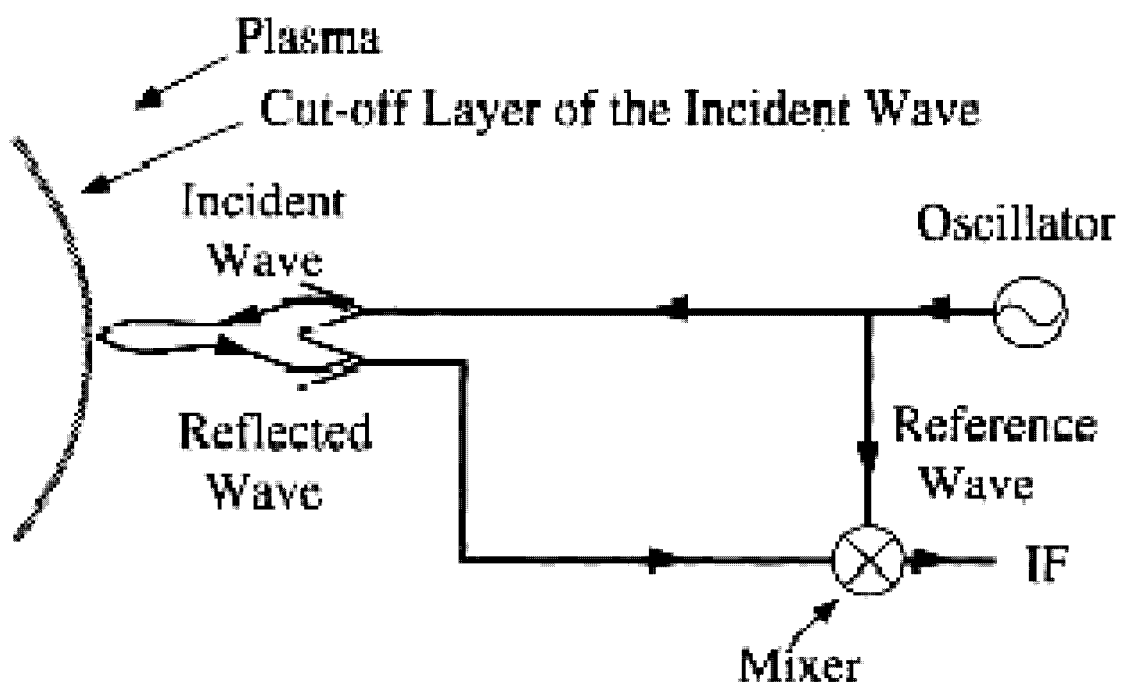 Plasma
Cut-off Layer of the Incident Wave
Incident
Wave
Oscillator
Reflected
Wave
Reference
Wave
IF
Mixer